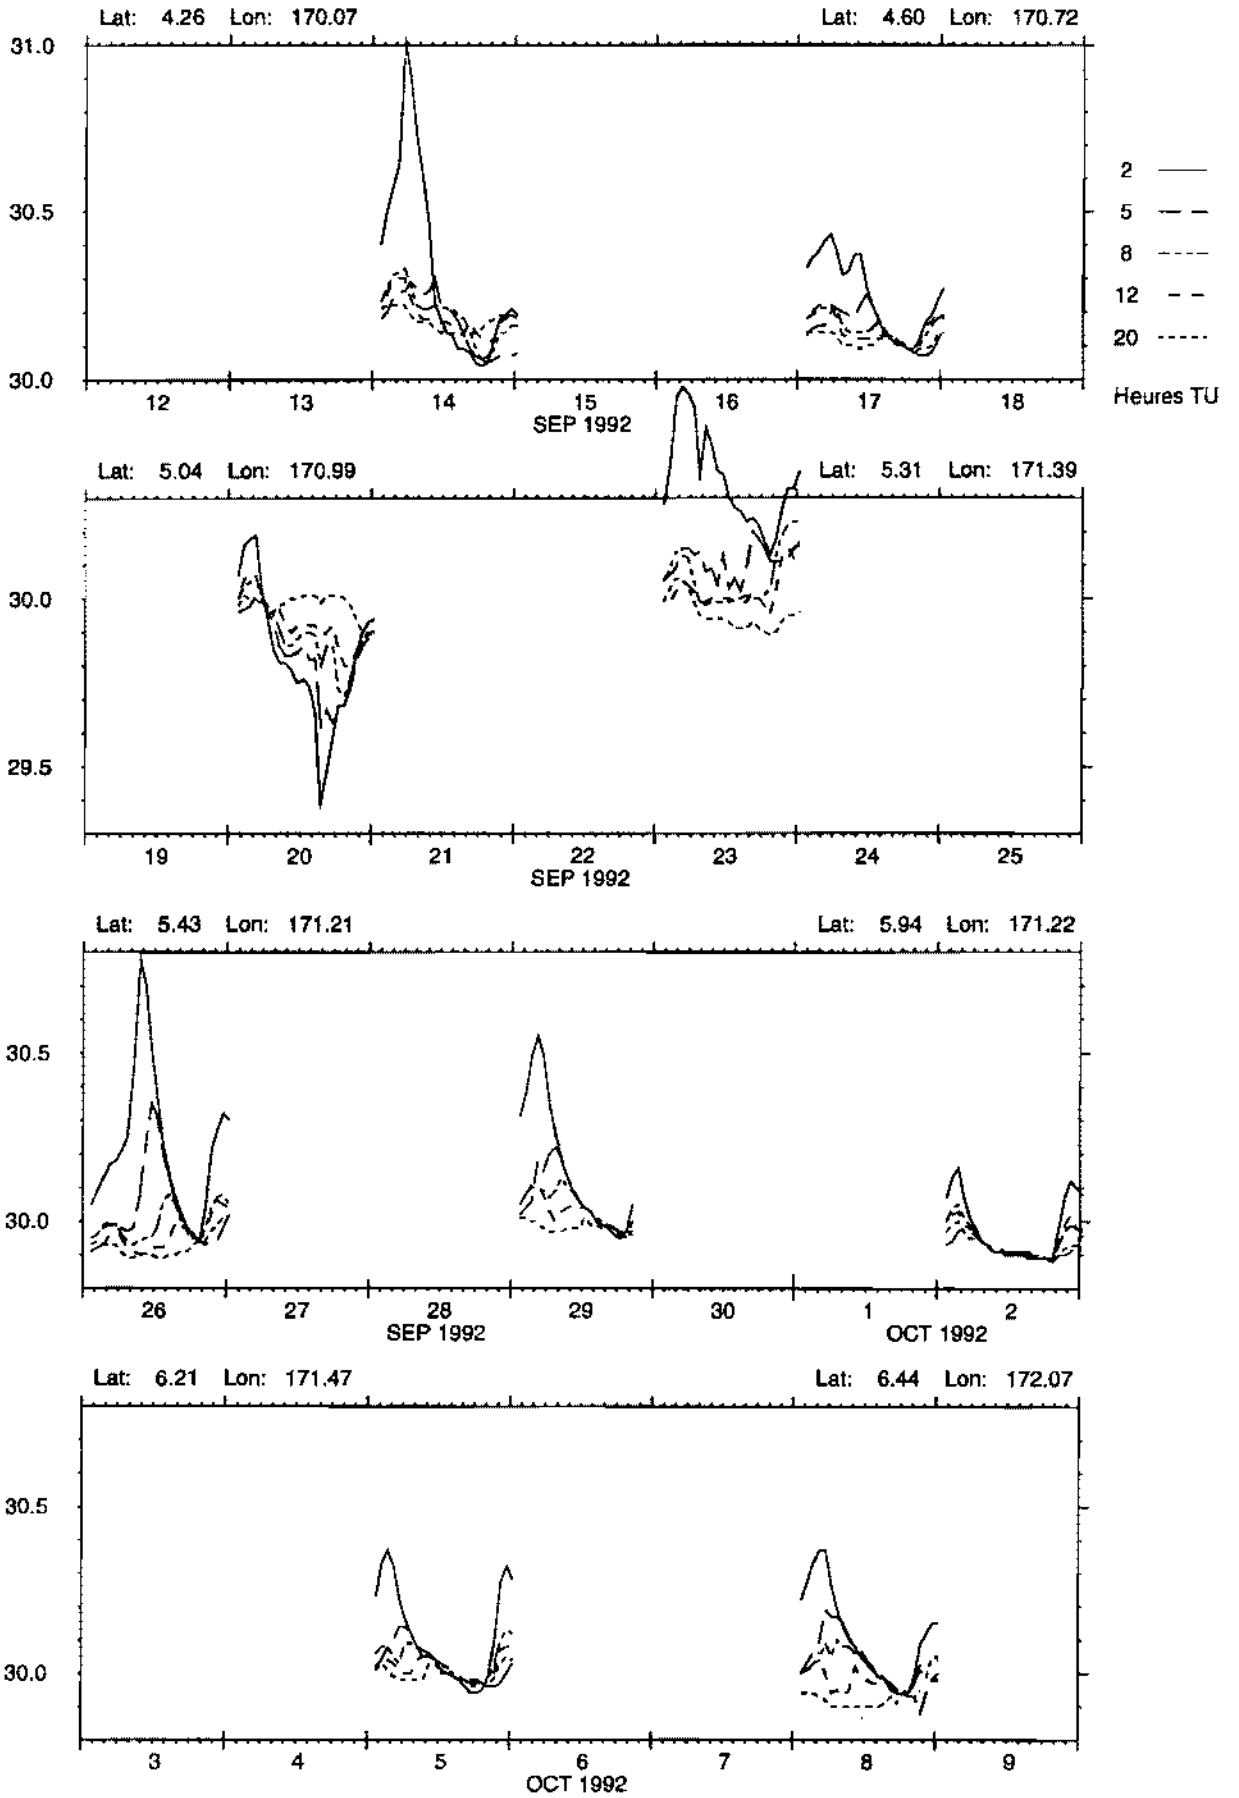 Lat: 4.26 Lon: 170.07 Lat: 4.60 Lon: 170.72
31.0
2
30.5 5
8
12
20
30.0
12 13 14 15 16 17 18 Heures TU
SEP 1992
Lat: 5.04 Lon: 170.99 Lat: 5.31 Lon: 171.39
30.0
29.5
19 20 21 22 23 24 25
SEP 1992
Lat: 5.43 Lon: 171.21 Lat: 5.94 Lon: 171.22
30.5
30.0
26 27 28 29 30 1 2
SEP 1992 OCT 1992
Lat: 6.21 Lon: 171.47 Lat: 6.44 Lon: 172.07
30.5
30.0
3 4 5 6 7 8 9
OCT 1992